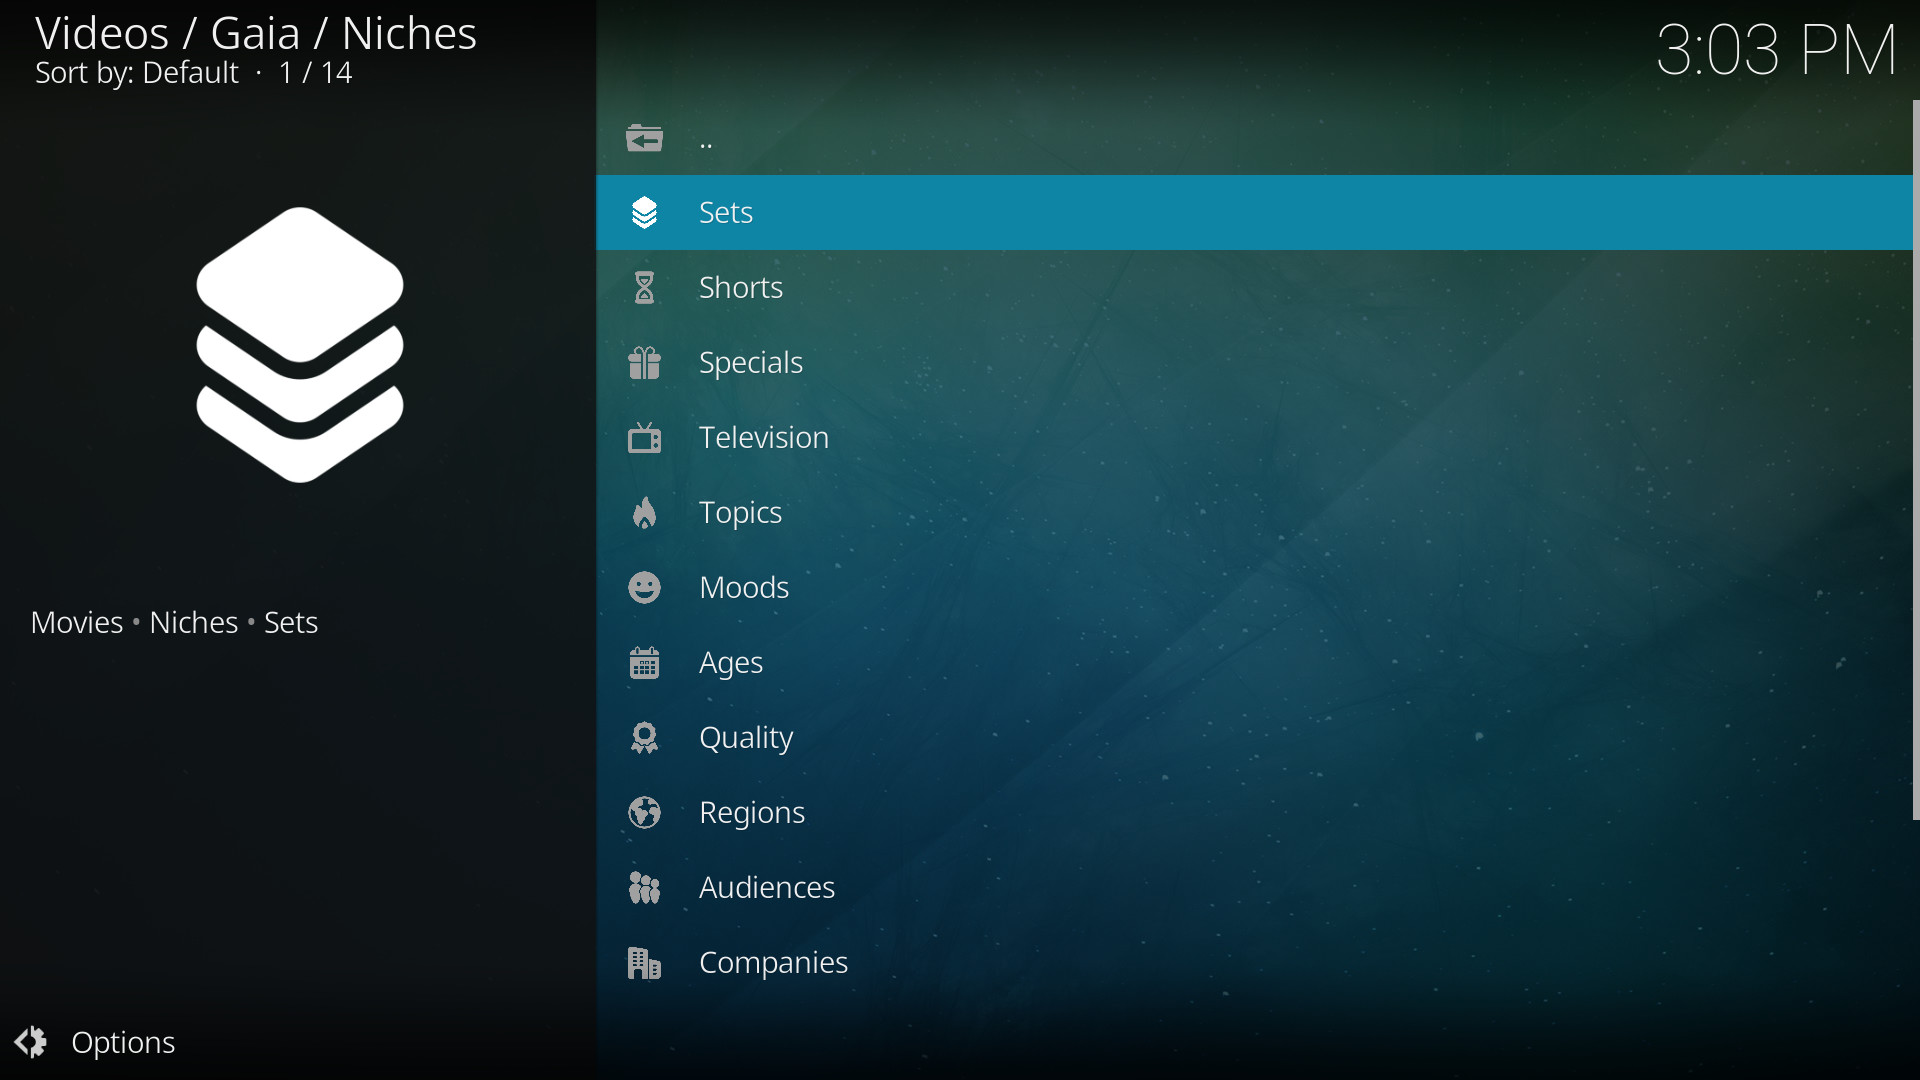 Videos / Gaia / Niches
Sort by: Default · 1 / 14
3:03 PM
..
Sets
Shorts
Specials
Television
Topics
Moods
Ages
Quality
Regions
Audiences
Companies
Movies • Niches • Sets
Options